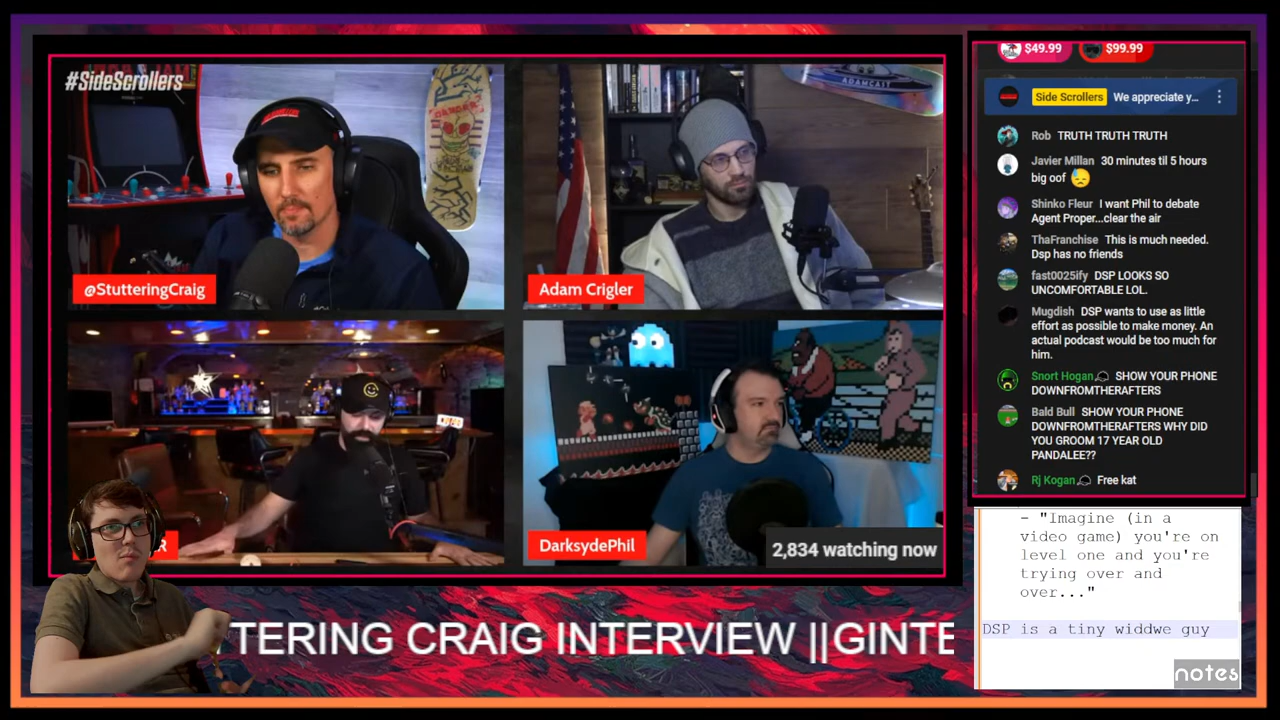 #SideScrollers
@StutteringCraig
Adam Crigler
R
DarksydePhil
2,834 watching now
ADAMCAST
TERING CRAIG INTERVIEW ||GINTE
$49.99 $99.99
Side Scrollers We appreciate y...
Rob TRUTH TRUTH TRUTH
Javier Millan 30 minutes til 5 hours
big oof 😓
Shinko Fleur I want Phil to debate
Agent Proper...clear the air
ThaFranchise This is much needed.
Dsp has no friends
fast0025ify DSP LOOKS SO
UNCOMFORTABLE LOL.
Mugdish DSP wants to use as little
effort as possible to make money. An
actual podcast would be too much for
him.
Snort Hogan SHOW YOUR PHONE
DOWNFROMTHERAFTERS
Bald Bull SHOW YOUR PHONE
DOWNFROMTHERAFTERS WHY DID
YOU GROOM 17 YEAR OLD
PANDALEE??
Rj Kogan Free kat
- "Imagine (in a
video game) you're on
level one and you're
trying over and
over..."
DSP is a tiny widdwe guy
notes